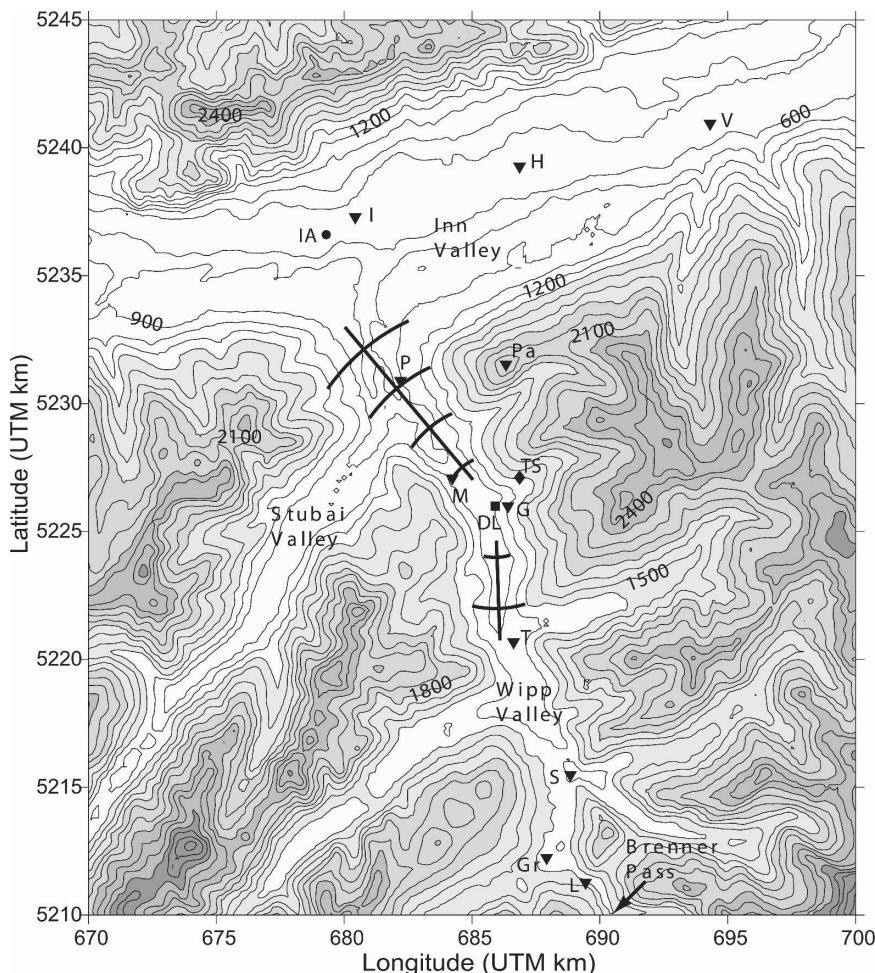 5245
2400
1200
V
600
5240
H
I
IA
Inn
Valley
5235
1200
900
2100
Pa
P
5230
2100
TS
M
G
2400
Stubai
Valley
DL
5225
1500
T
5220
1800
Wipp
Valley
S
5215
Brenner
Pass
Gr
L
5210
670
675
680
685
690
695
700
Latitude (UTM km)
Longitude (UTM km)